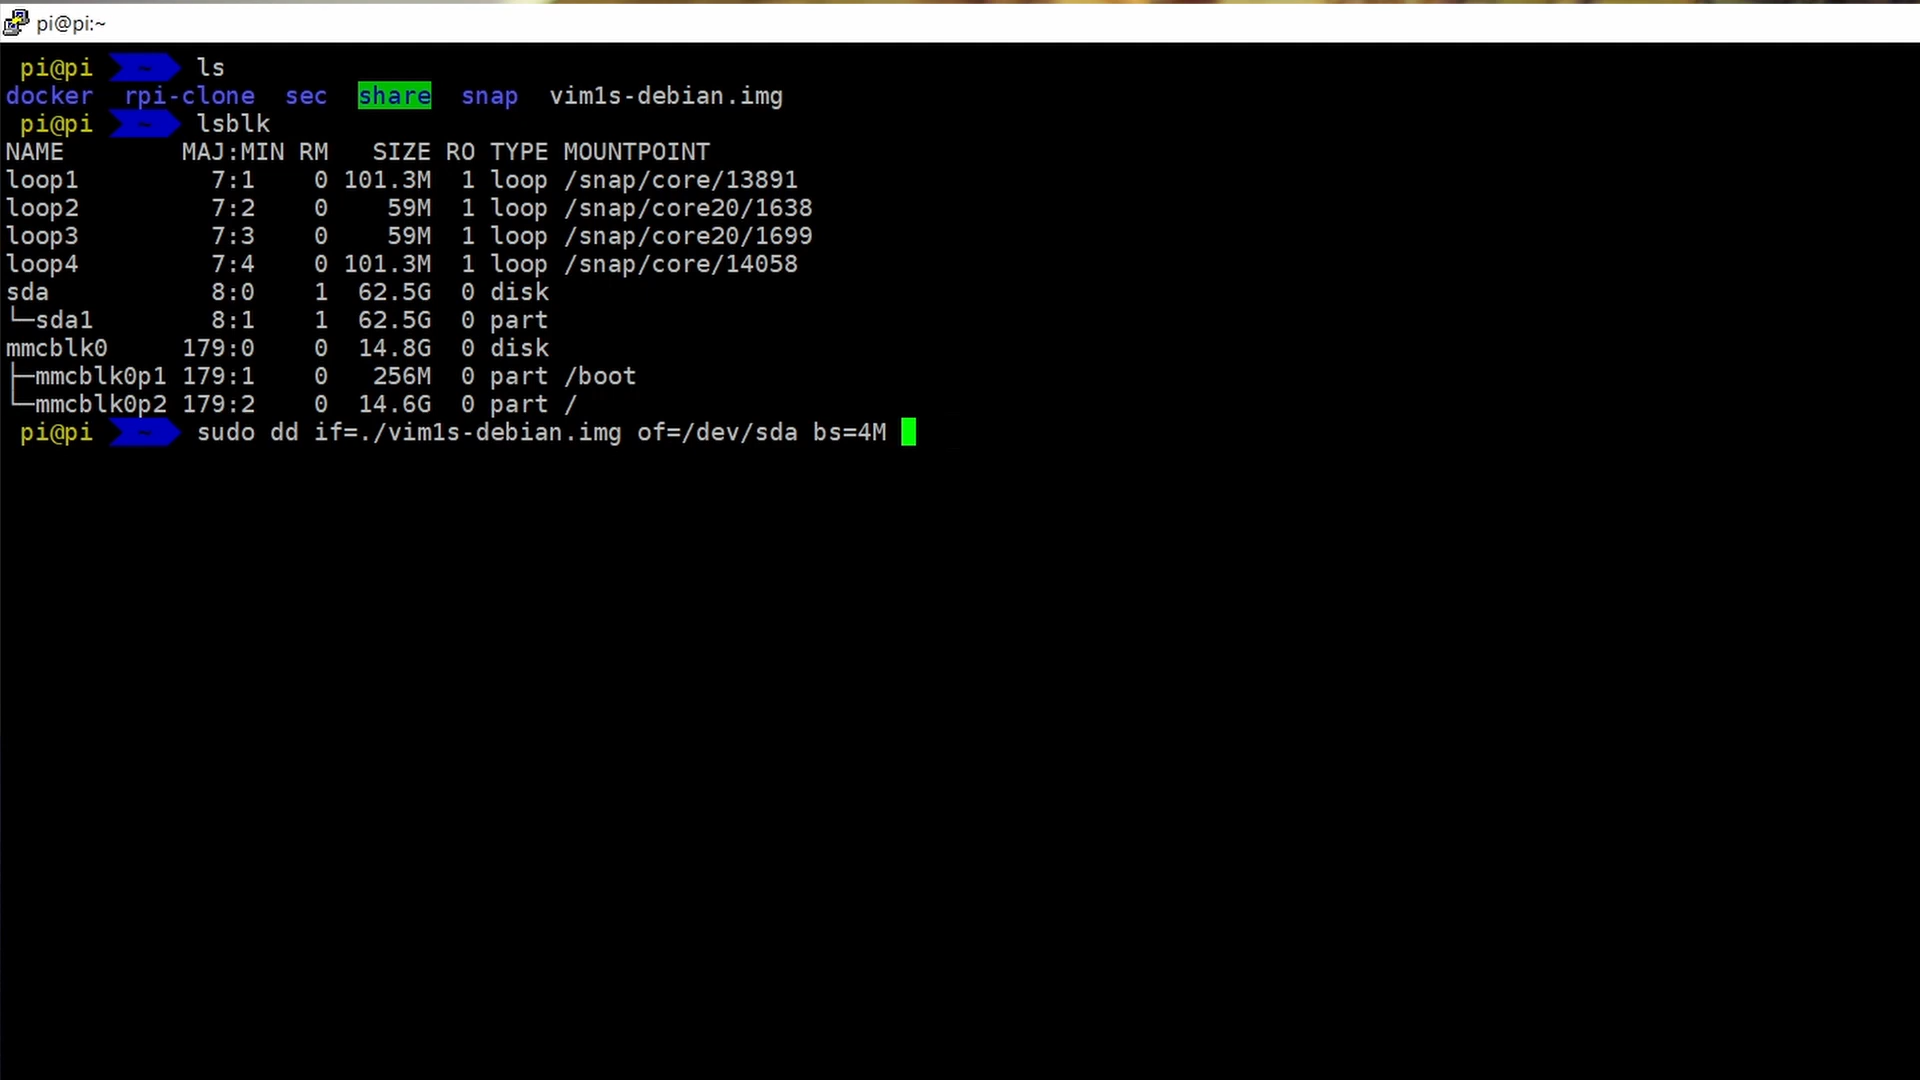 pi@pi:~
pi@pi ~ ls
docker rpi-clone sec share snap vim1s-debian.img
pi@pi ~ lsblk
NAME MAJ:MIN RM SIZE RO TYPE MOUNTPOINT
loop1 7:1 0 101.3M 1 loop /snap/core/13891
loop2 7:2 0 59M 1 loop /snap/core20/1638
loop3 7:3 0 59M 1 loop /snap/core20/1699
loop4 7:4 0 101.3M 1 loop /snap/core/14058
sda 8:0 1 62.5G 0 disk
└─sda1 8:1 1 62.5G 0 part
mmcblk0 179:0 0 14.8G 0 disk
├─mmcblk0p1 179:1 0 256M 0 part /boot
└─mmcblk0p2 179:2 0 14.6G 0 part /
pi@pi ~ sudo dd if=./vim1s-debian.img of=/dev/sda bs=4M